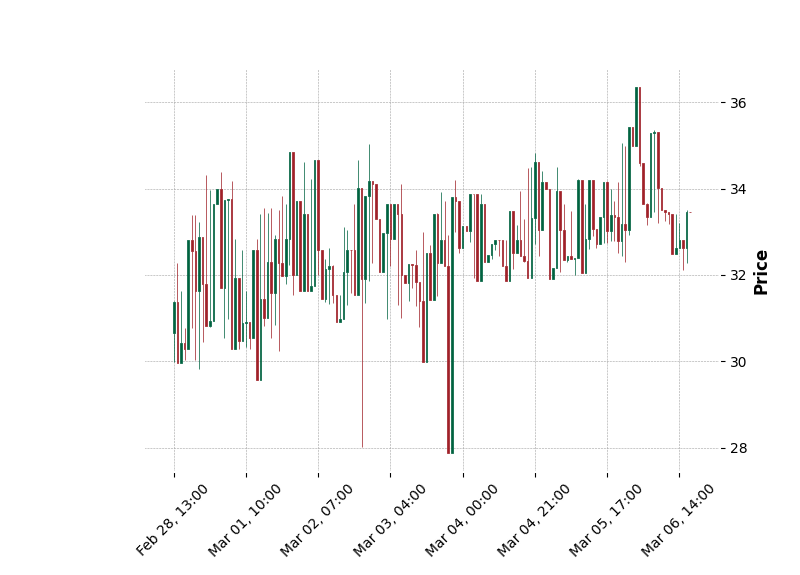 36
34
32
30
28
Price
Feb 28, 13:00
Mar 01, 10:00
Mar 02, 07:00
Mar 03, 04:00
Mar 04, 00:00
Mar 04, 21:00
Mar 05, 17:00
Mar 06, 14:00